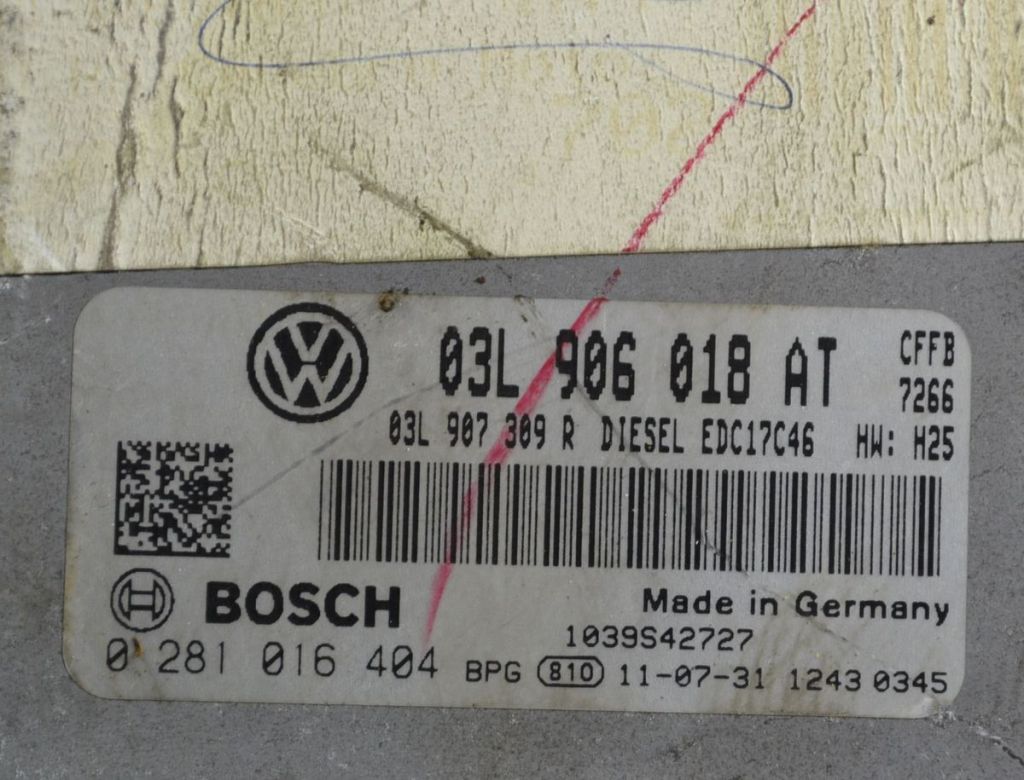 03L 906 018 AT
CFFB
7266
03L 907 309 R DIESEL EDC17C46 HW: H25
BOSCH
Made in Germany
1039S42727
0 281 016 404 BPG 810 11-07-31 1243 0345